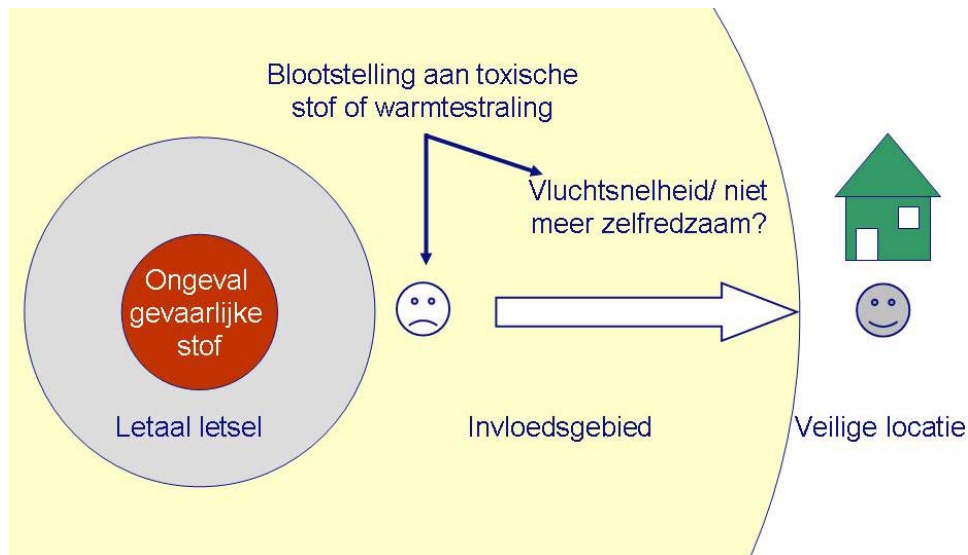 Blootstelling aan toxische
stof of warmtestraling
Vluchtsnelheid/ niet
meer zelfredzaam?
Ongeval
gevaarlijke
stof
Letaal letsel
Invloedsgebied
Veilige locatie